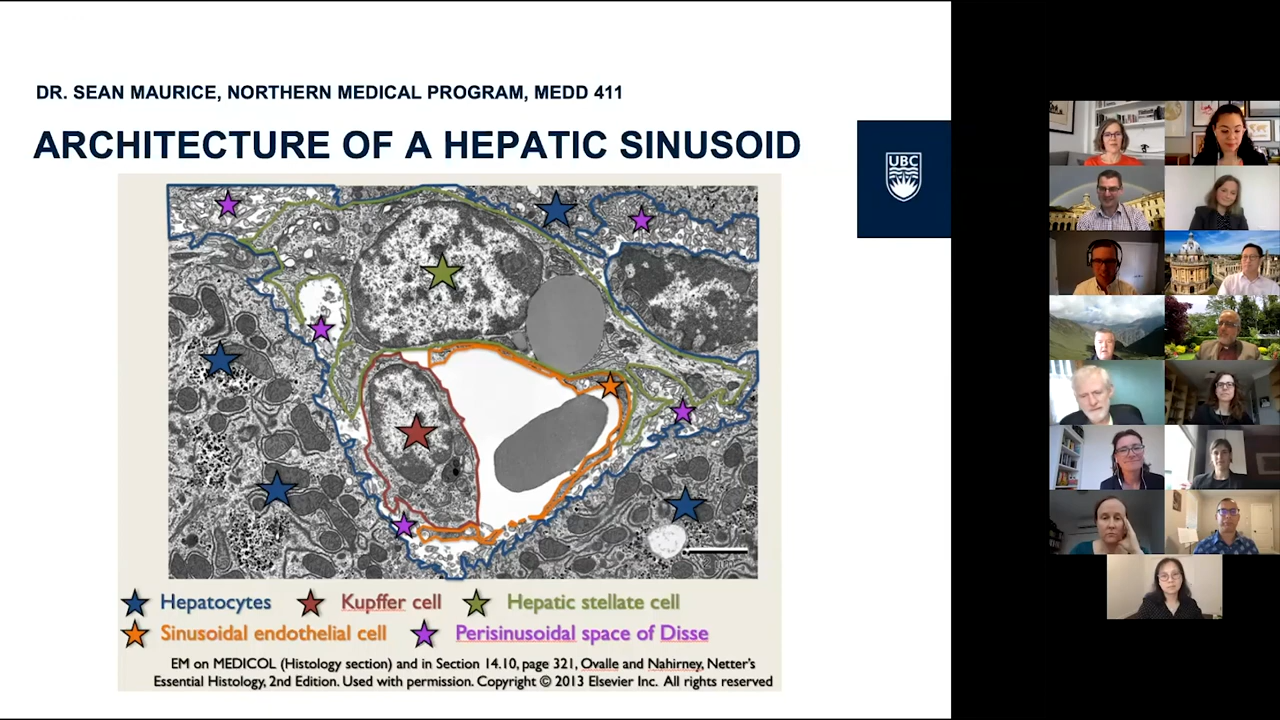 DR. SEAN MAURICE, NORTHERN MEDICAL PROGRAM, MEDD 411
ARCHITECTURE OF A HEPATIC SINUSOID
UBC
Hepatocytes Kupffer cell Hepatic stellate cell
Sinusoidal endothelial cell Perisinusoidal space of Disse
EM on MEDICOL (Histology section) and in Section 14.10, page 321, Ovalle and Nahirney, Netter's
Essential Histology, 2nd Edition. Used with permission. Copyright © 2013 Elsevier Inc. All rights reserved